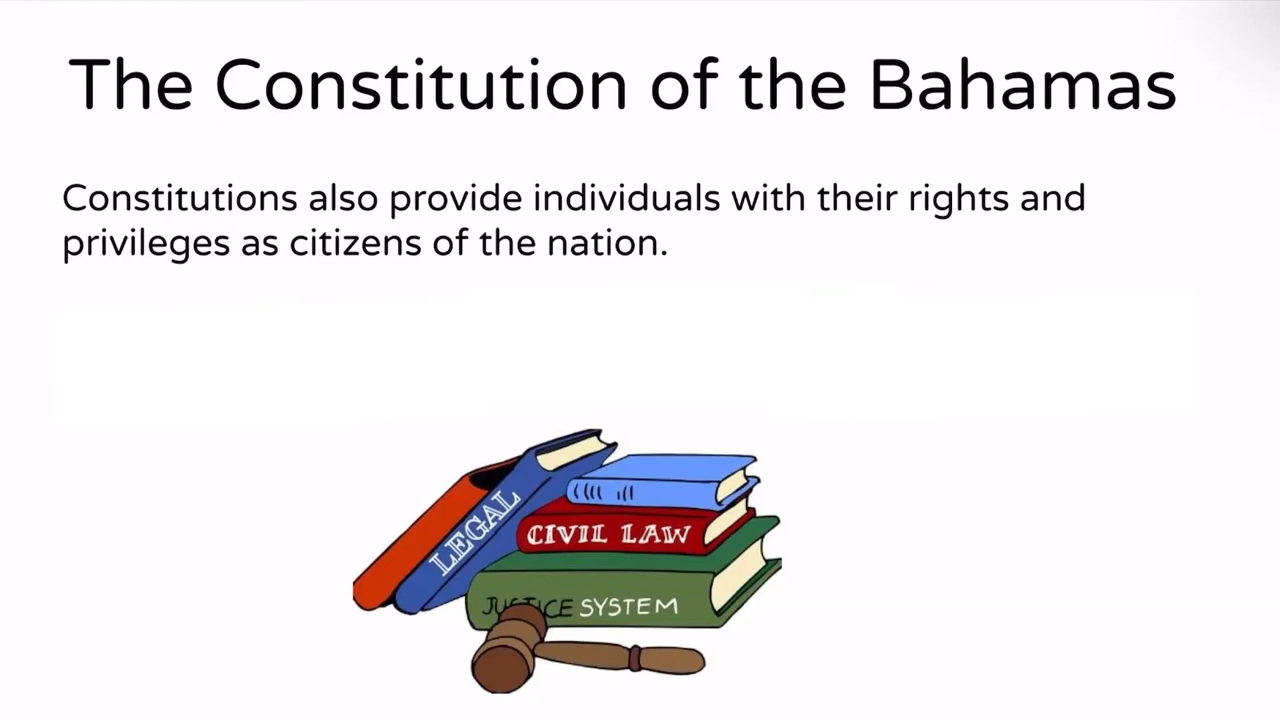 The Constitution of the Bahamas
Constitutions also provide individuals with their rights and
privileges as citizens of the nation.
LEGAL
CIVIL LAW
JUSTICE SYSTEM